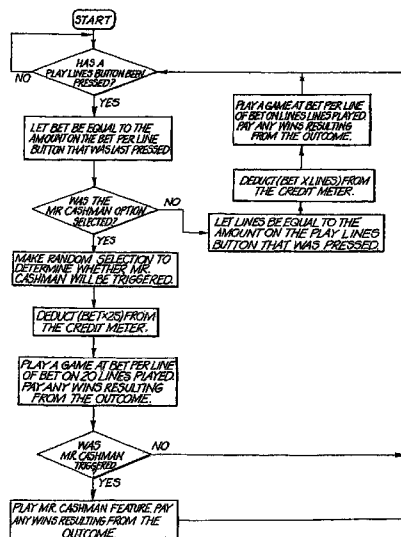 START
HAS A
PLAY LINES BUTTON BEEN
PRESSED?
NO
YES
LET BET BE EQUAL TO THE
AMOUNT ON THE BET PER LINE
BUTTON THAT WAS LAST PRESSED
WAS THE
MR CASHMAN OPTION
SELECTED?
NO
YES
MAKE RANDOM SELECTION TO
DETERMINE WHETHER MR.
CASHMAN WILL BE TRIGGERED.
DEDUCT (BET×25) FROM
THE CREDIT METER.
PLAY A GAME AT BET PER LINE
OF BET ON 20 LINES PLAYED.
PAY ANY WINS RESULTING
FROM THE OUTCOME.
WAS
MR. CASHMAN
TRIGGERED
NO
YES
PLAY MR. CASHMAN FEATURE. PAY
ANY WINS RESULTING FROM THE
OUTCOME
PLAY A GAME AT BET PER LINE
OF BET ON LINES LINES PLAYED.
PAY ANY WINS RESULTING
FROM THE OUTCOME.
DEDUCT (BET X LINES) FROM
THE CREDIT METER.
LET LINES BE EQUAL TO THE
AMOUNT ON THE PLAY LINES
BUTTON THAT WAS PRESSED.